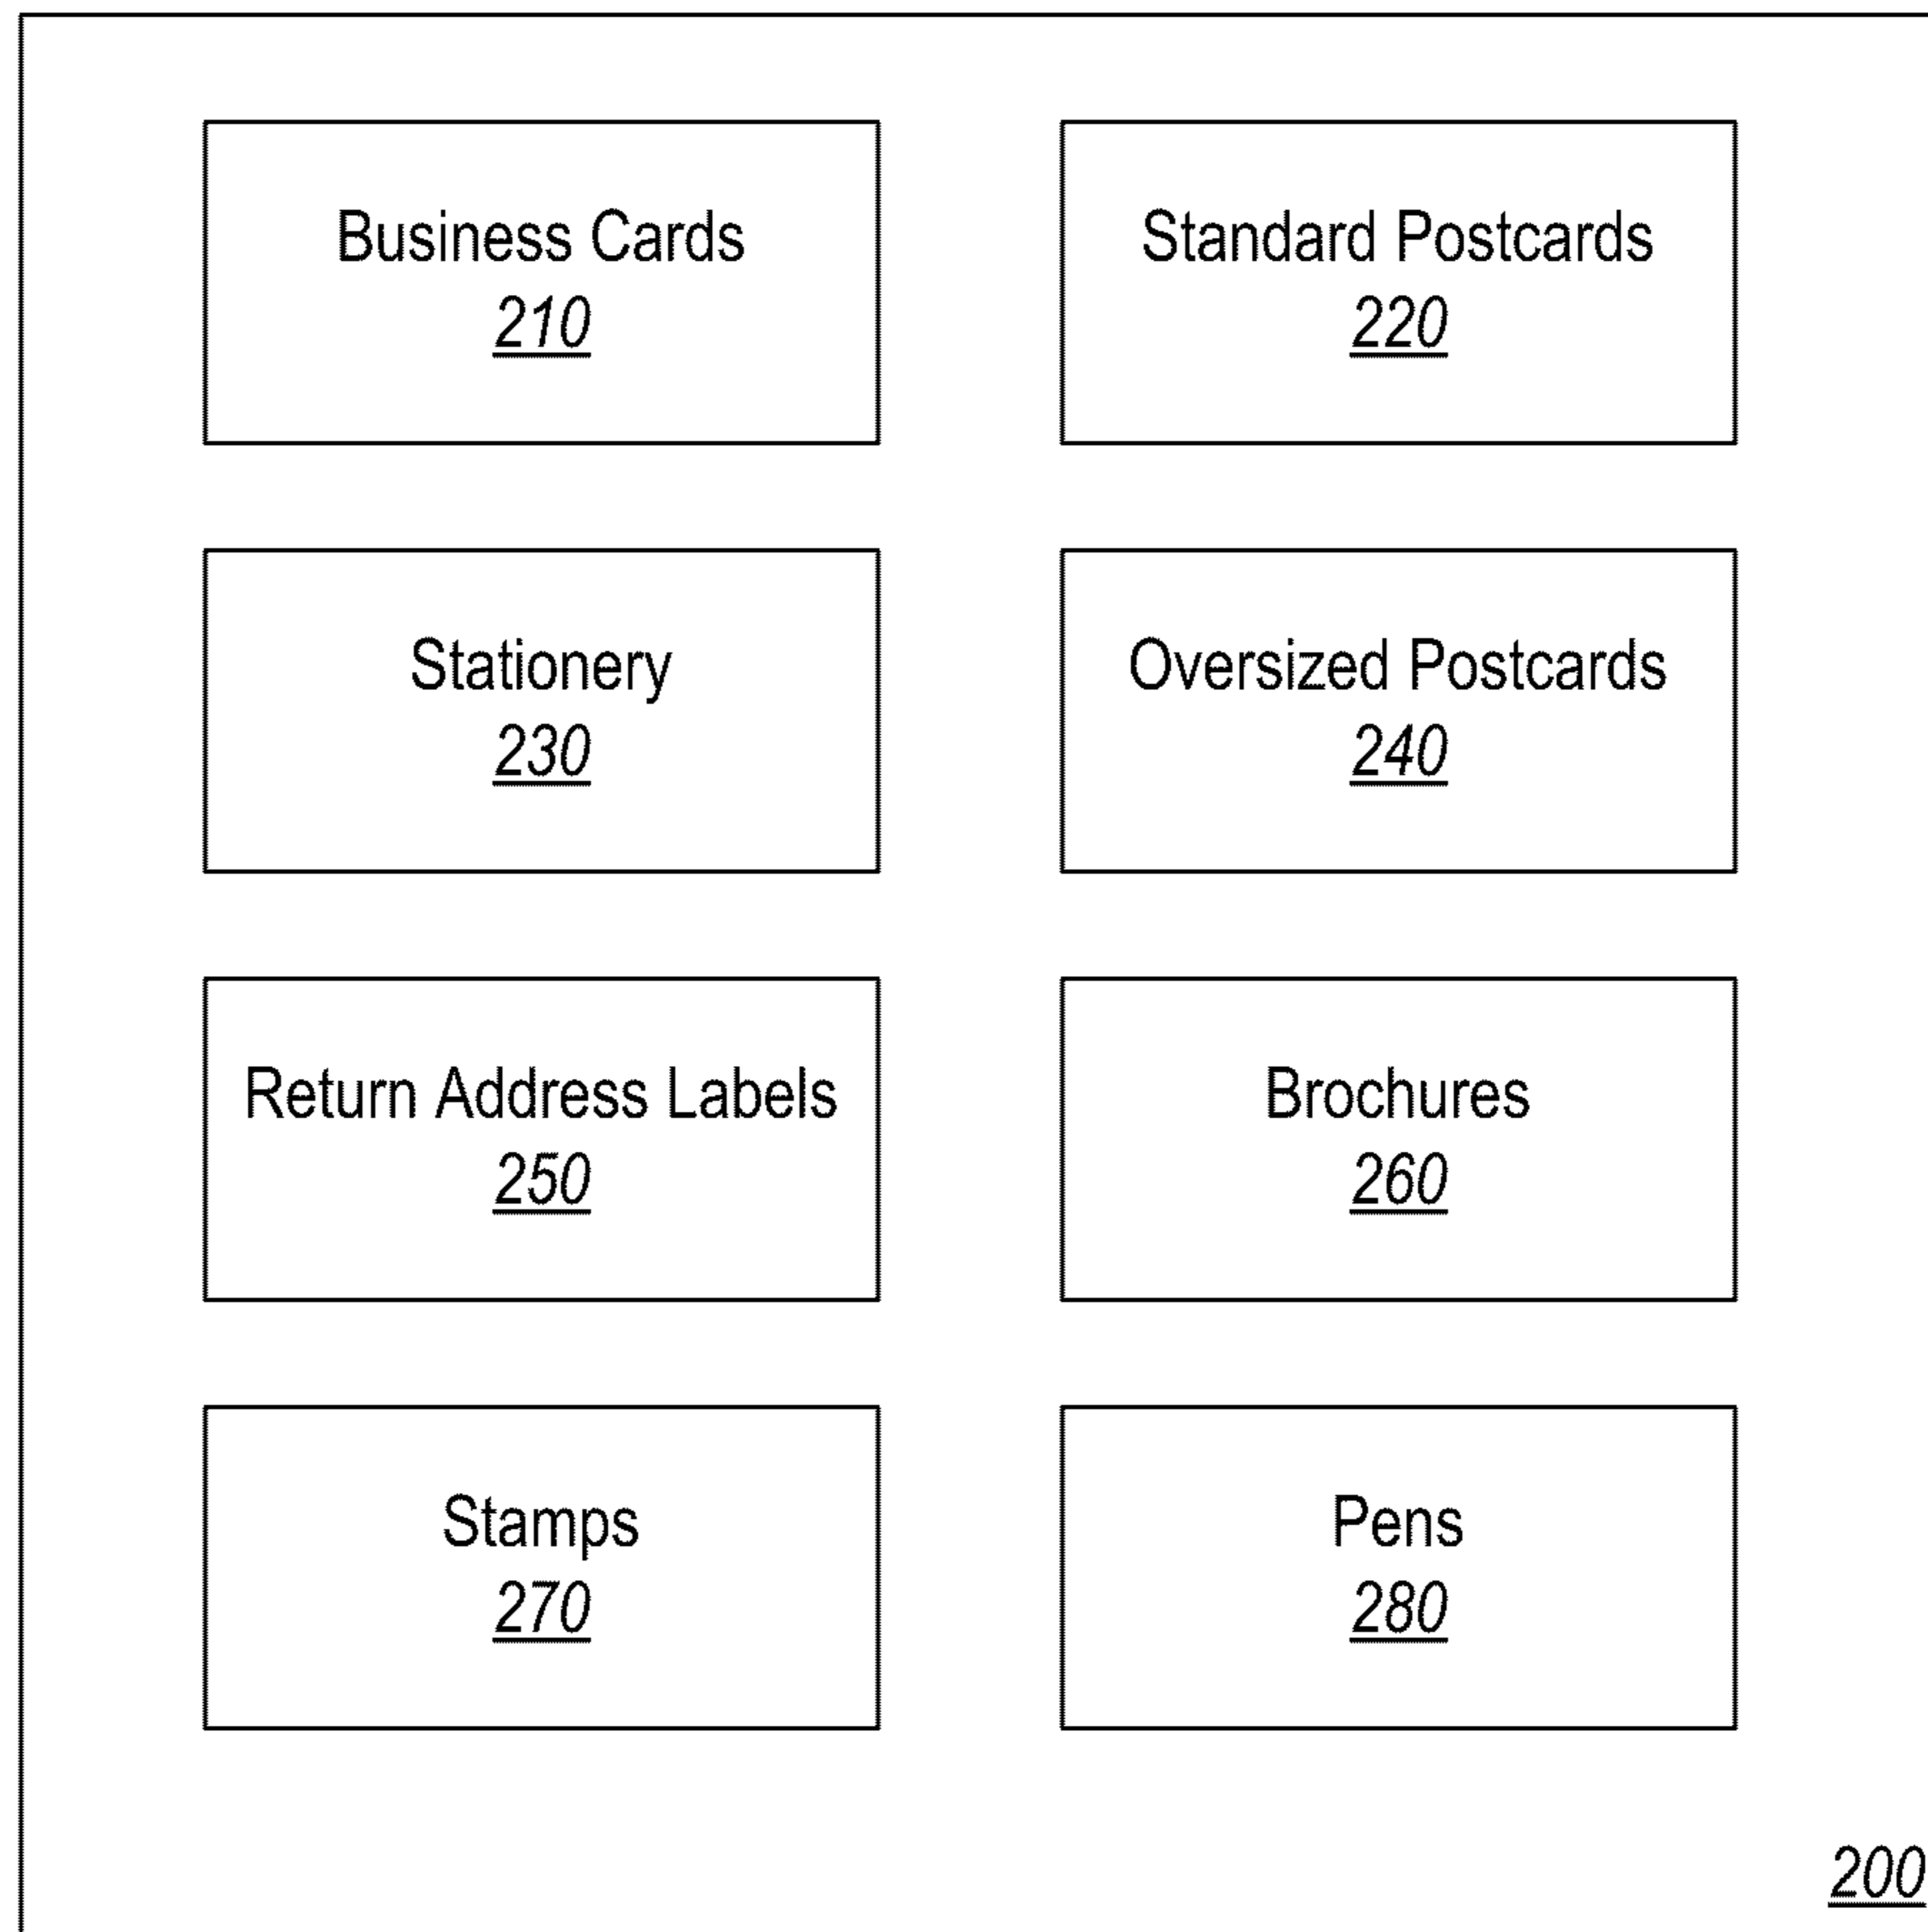 Business Cards
210
Standard Postcards
220
Stationery
230
Oversized Postcards
240
Return Address Labels
250
Brochures
260
Stamps
270
Pens
280
200